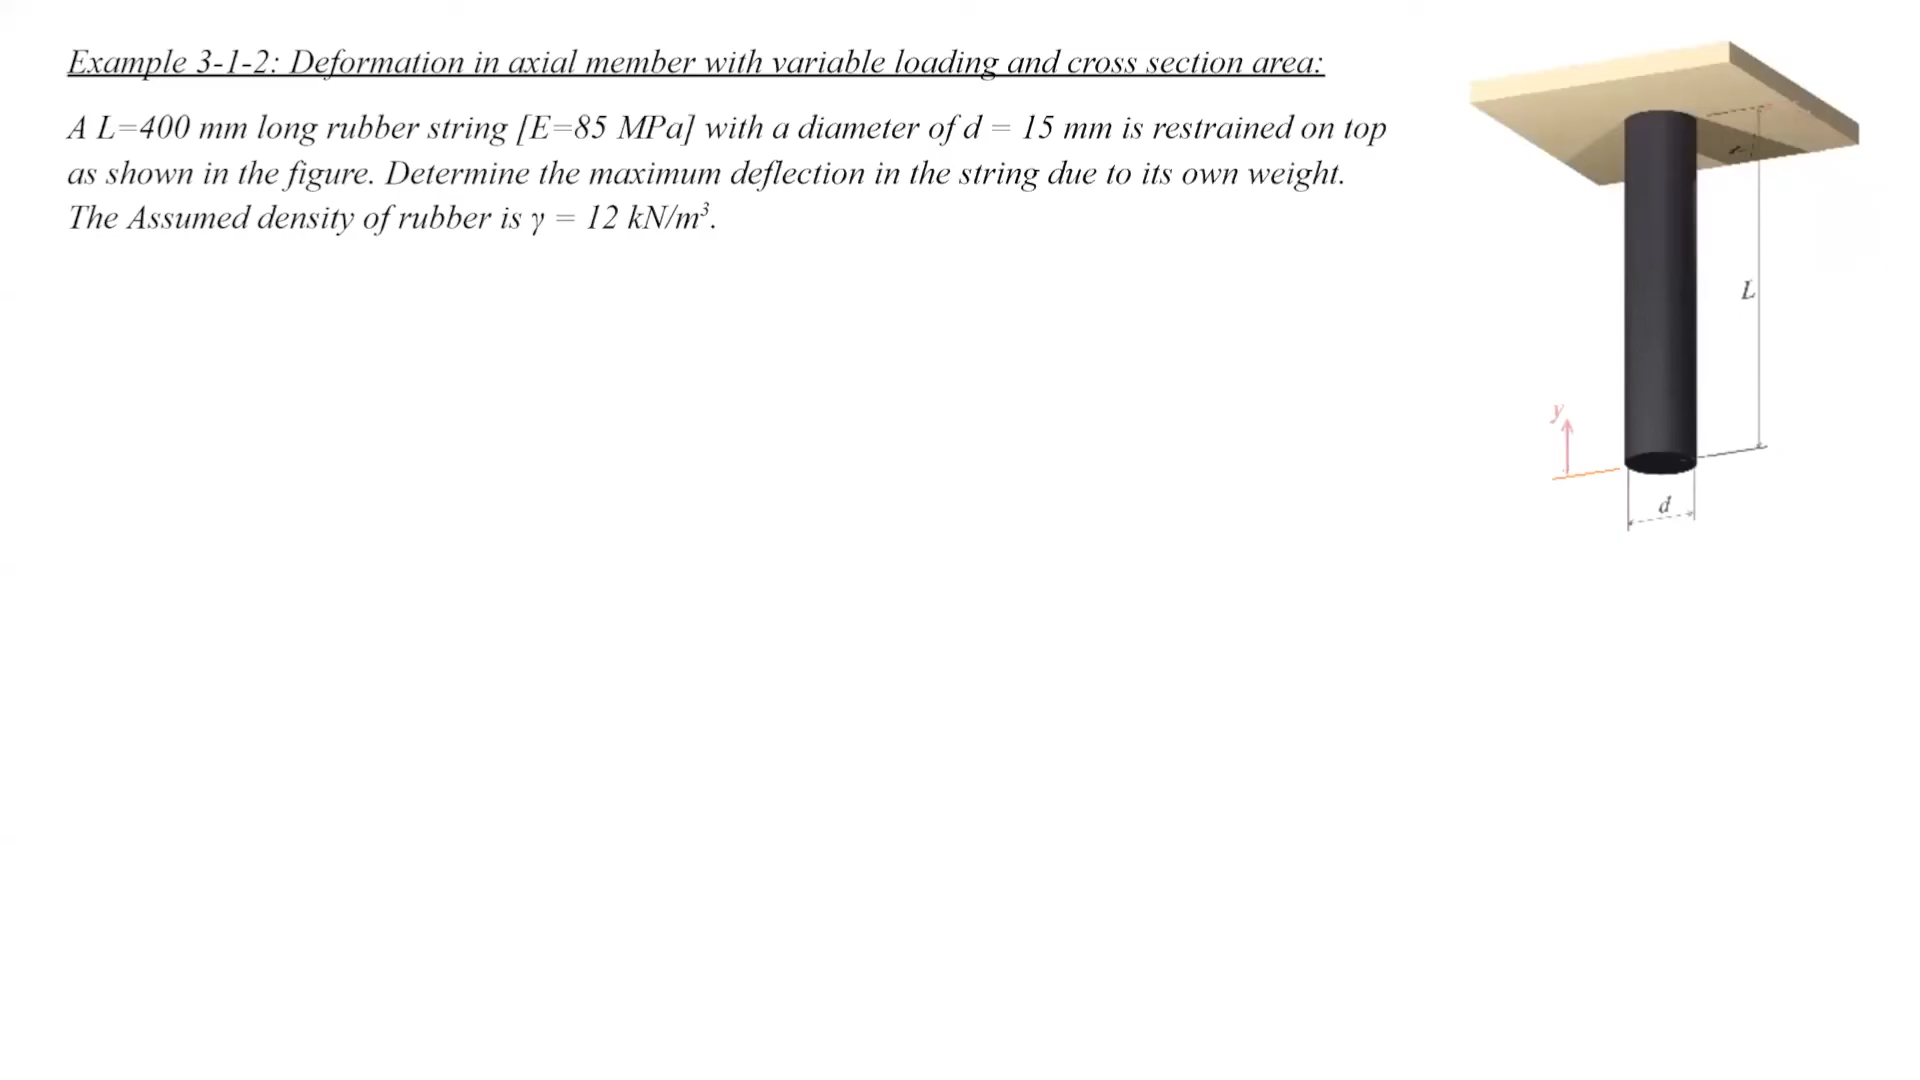 Example 3-1-2: Deformation in axial member with variable loading and cross section area:
A L=400 mm long rubber string [E=85 MPa] with a diameter of d = 15 mm is restrained on top
as shown in the figure. Determine the maximum deflection in the string due to its own weight.
The Assumed density of rubber is γ = 12 kN/m³.
L
y
d